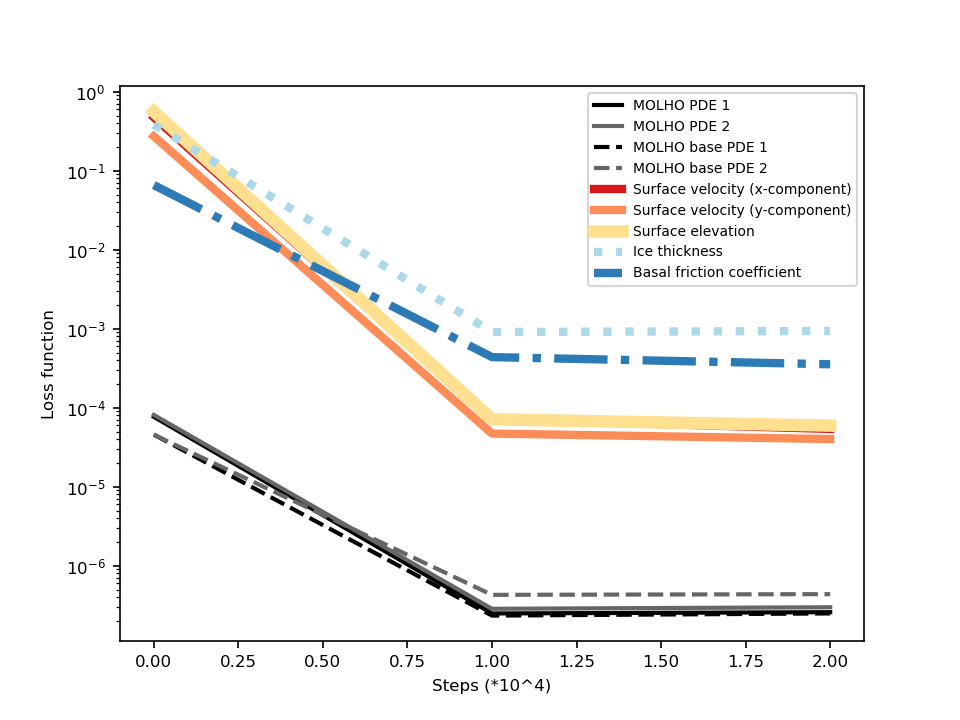 10^0
10^-1
10^-2
10^-3
10^-4
10^-5
10^-6
Loss function
MOLHO PDE 1
MOLHO PDE 2
MOLHO base PDE 1
MOLHO base PDE 2
Surface velocity (x-component)
Surface velocity (y-component)
Surface elevation
Ice thickness
Basal friction coefficient
0.00 0.25 0.50 0.75 1.00 1.25 1.50 1.75 2.00
Steps (*10^4)